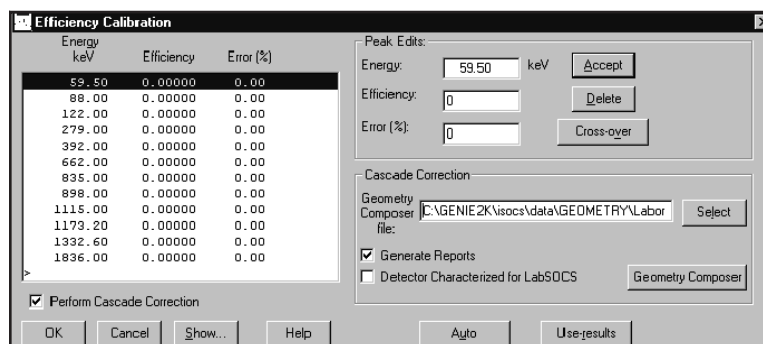 Efficiency Calibration
Energy
keV Efficiency Error (%)
59.50 0.00000 0.00
88.00 0.00000 0.00
122.00 0.00000 0.00
279.00 0.00000 0.00
392.00 0.00000 0.00
662.00 0.00000 0.00
835.00 0.00000 0.00
898.00 0.00000 0.00
1115.00 0.00000 0.00
1173.20 0.00000 0.00
1332.60 0.00000 0.00
1836.00 0.00000 0.00
>
Perform Cascade Correction
Peak Edits:
Energy: 59.50 keV Accept
Efficiency: 0 Delete
Error (%): 0 Cross-over
Cascade Correction
Geometry
Composer C:\GENIE2K\isocs\data\GEOMETRY\Labor Select
file:
Generate Reports
Detector Characterized for LabSOCS Geometry Composer
OK Cancel Show... Help Auto Use-results